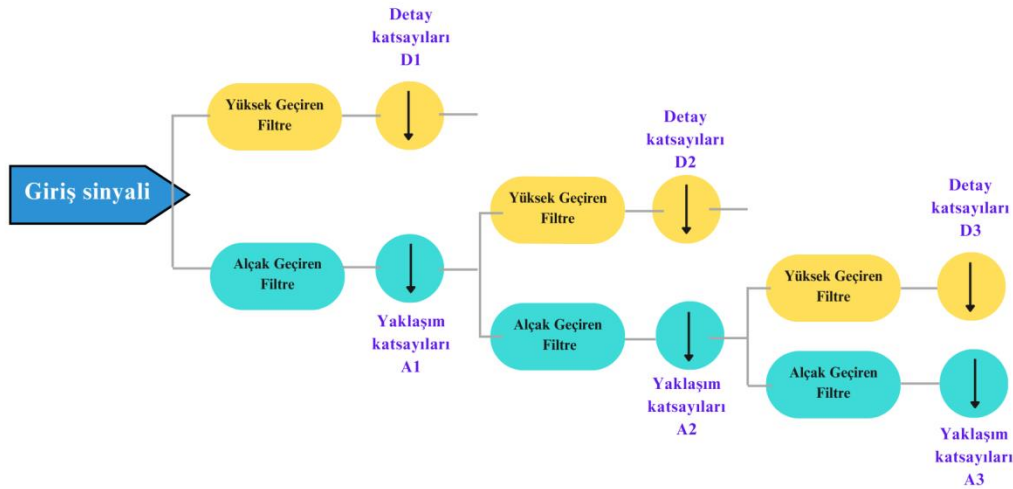 Detay
katsayıları
D1
Yüksek Geçiren
Filtre
Giriş sinyali
Alçak Geçiren
Filtre
Yaklaşım
katsayıları
A1
Detay
katsayıları
D2
Yüksek Geçiren
Filtre
Alçak Geçiren
Filtre
Yaklaşım
katsayıları
A2
Detay
katsayıları
D3
Yüksek Geçiren
Filtre
Alçak Geçiren
Filtre
Yaklaşım
katsayıları
A3